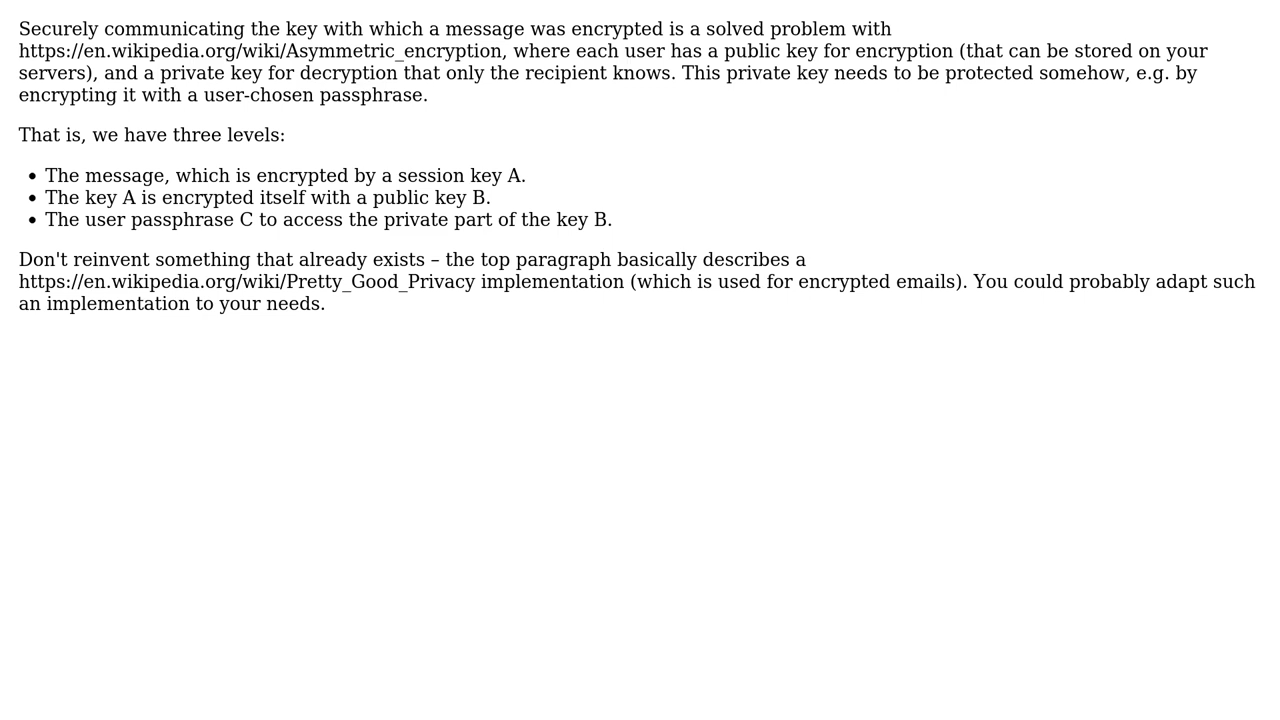 Securely communicating the key with which a message was encrypted is a solved problem with
https://en.wikipedia.org/wiki/Asymmetric_encryption, where each user has a public key for encryption (that can be stored on your
servers), and a private key for decryption that only the recipient knows. This private key needs to be protected somehow, e.g. by
encrypting it with a user-chosen passphrase.
That is, we have three levels:
• The message, which is encrypted by a session key A.
• The key A is encrypted itself with a public key B.
• The user passphrase C to access the private part of the key B.
Don't reinvent something that already exists – the top paragraph basically describes a
https://en.wikipedia.org/wiki/Pretty_Good_Privacy implementation (which is used for encrypted emails). You could probably adapt such
an implementation to your needs.